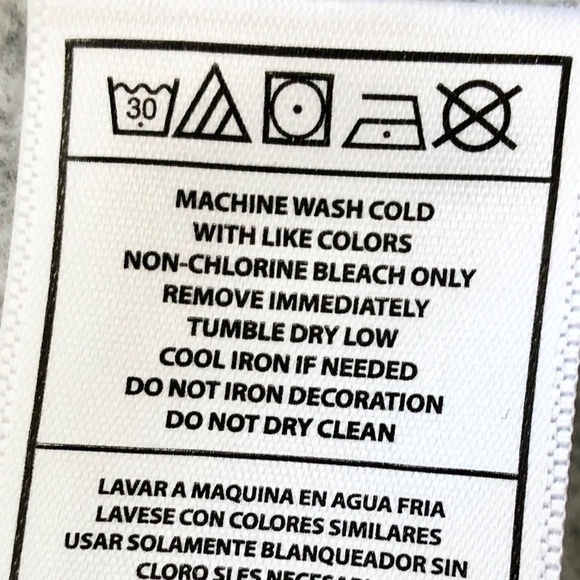 30
MACHINE WASH COLD
WITH LIKE COLORS
NON-CHLORINE BLEACH ONLY
REMOVE IMMEDIATELY
TUMBLE DRY LOW
COOL IRON IF NEEDED
DO NOT IRON DECORATION
DO NOT DRY CLEAN
LAVAR A MAQUINA EN AGUA FRIA
LAVESE CON COLORES SIMILARES
USAR SOLAMENTE BLANQUEADOR SIN
CLORO SI ES